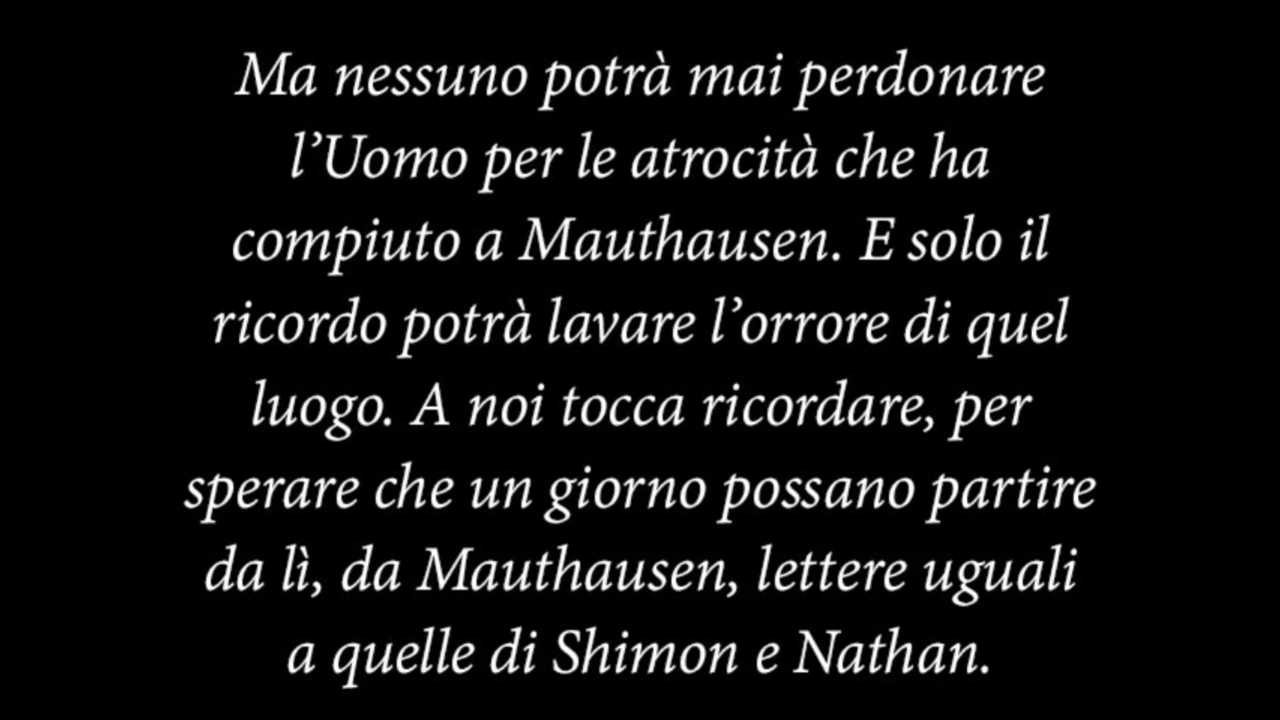 Ma nessuno potrà mai perdonare
l’Uomo per le atrocità che ha
compiuto a Mauthausen. E solo il
ricordo potrà lavare l’orrore di quel
luogo. A noi tocca ricordare, per
sperare che un giorno possano partire
da lì, da Mauthausen, lettere uguali
a quelle di Shimon e Nathan.